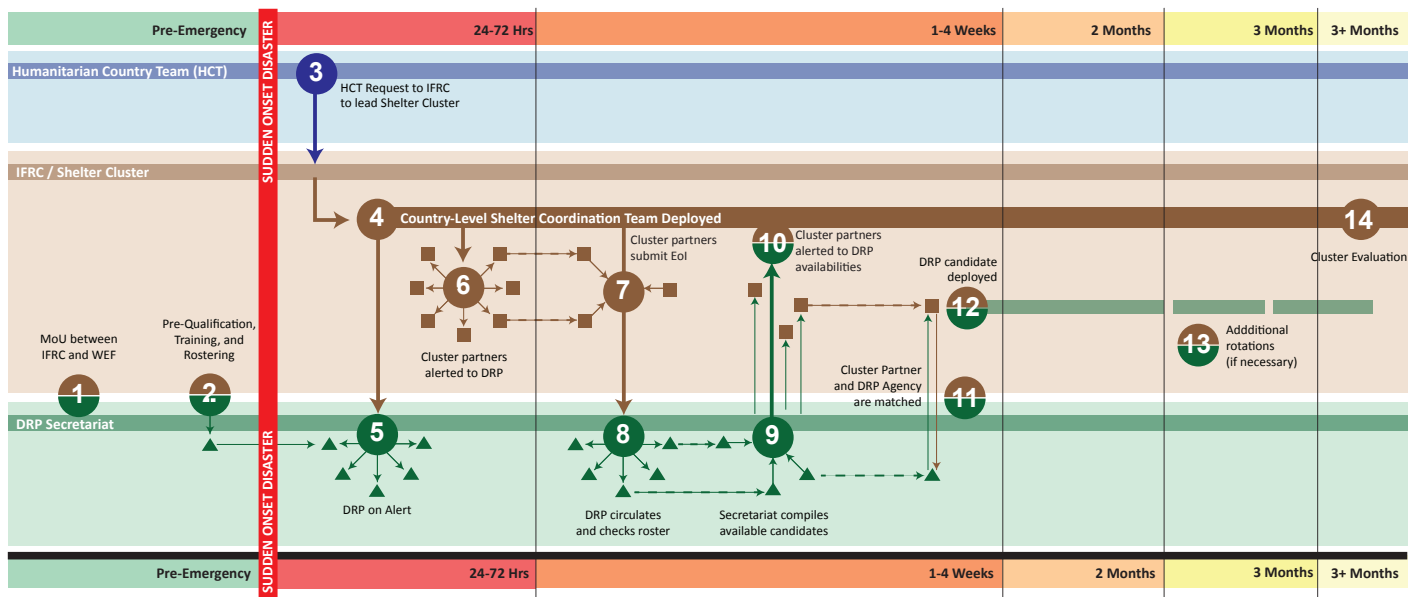 Pre-Emergency
24-72 Hrs
1-4 Weeks
2 Months
3 Months
3+ Months
SUDDEN ONSET DISASTER
Humanitarian Country Team (HCT)
3
HCT Request to IFRC
to lead Shelter Cluster
IFRC / Shelter Cluster
4
Country-Level Shelter Coordination Team Deployed
14
Cluster Evaluation
6
Cluster partners
alerted to DRP
Cluster partners
submit EoI
7
10
Cluster partners
alerted to DRP
availabilities
DRP candidate
deployed
12
Addditional
rotations
(if necessary)
13
MoU between
IFRC and WEF
1
Pre-Qualification,
Training, and
Rostering
2.
Cluster Partner
and DRP Agency
are matched
11
DRP Secretariat
5
DRP on Alert
8
DRP circulates
and checks roster
9
Secretariat compiles
available candidates
SUDDEN ONSET DISASTER
Pre-Emergency
24-72 Hrs
1-4 Weeks
2 Months
3 Months
3+ Months